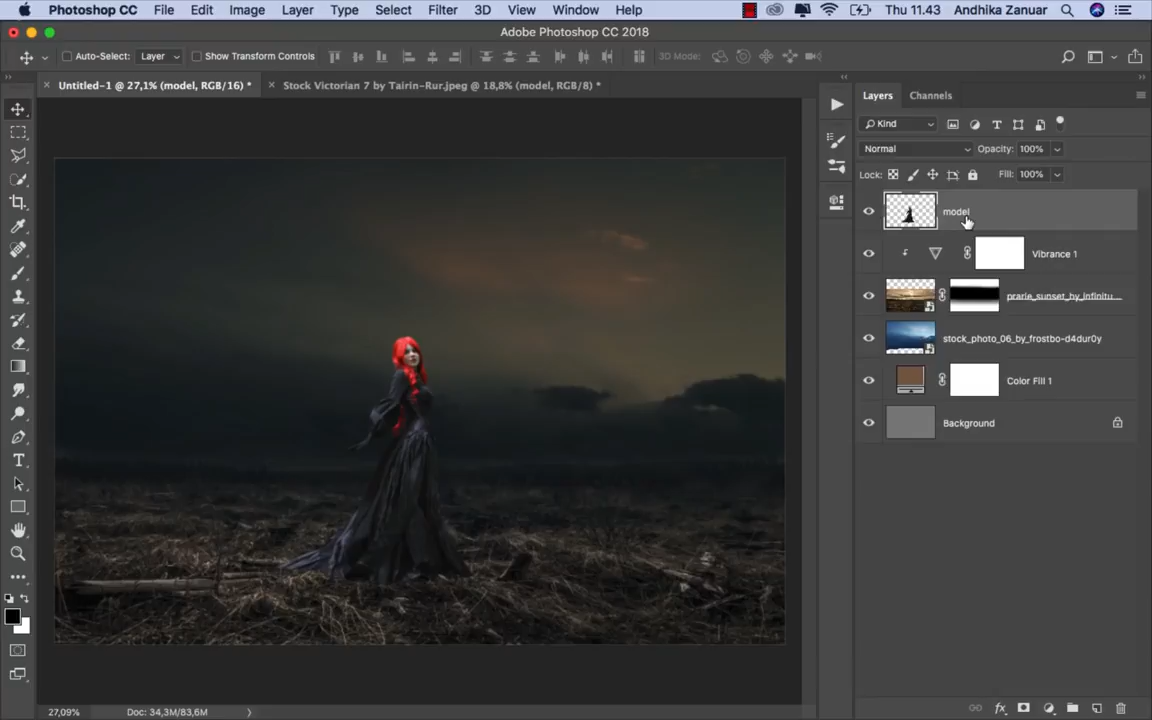 Photoshop CC File Edit Image Layer Type Select Filter 3D View Window Help Thu 11.43 Andhika Zanuar
Adobe Photoshop CC 2018
Auto-Select: Layer Show Transform Controls 3D Mode:
Untitled-1 @ 27,1% (model, RGB/16) * Stock Victorian 7 by Tairin-Rur.jpeg @ 18,8% (model, RGB/8) *
Layers Channels
Kind
Normal Opacity: 100%
Lock: Fill: 100%
model
Vibrance 1
prarie_sunset_by_infinitu...
stock_photo_06_by_frostbo-d4dur0y
Color Fill 1
Background
27,09% Doc: 34,3M/83,6M